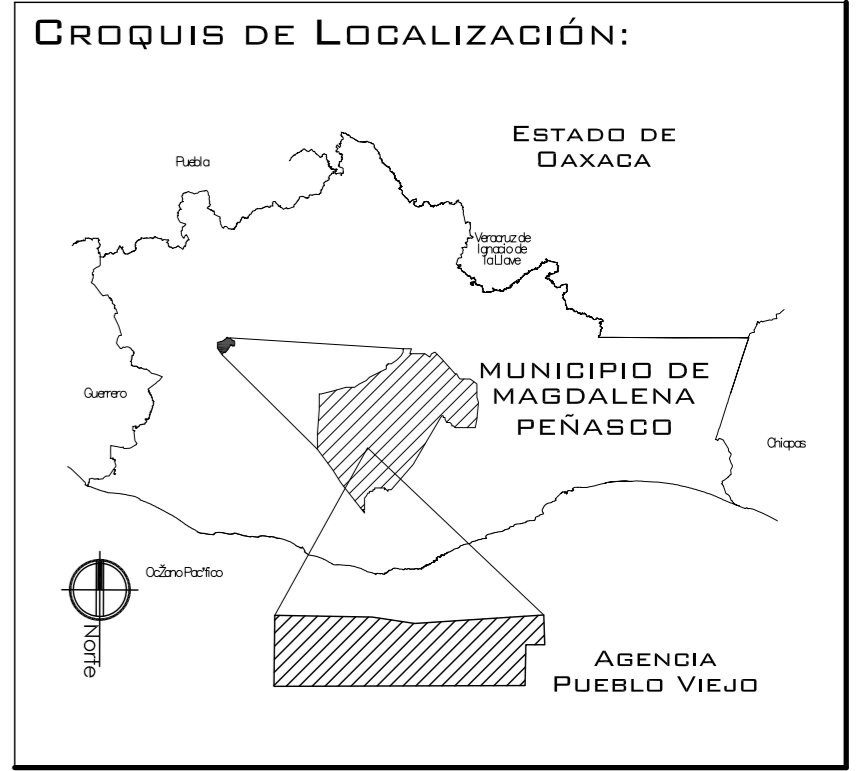 CROQUIS DE LOCALIZACIÓN:
ESTADO DE
OAXACA
Puebla
Veracruz de
Ignacio de
la Llave
MUNICIPIO DE
MAGDALENA
PEÑASCO
Guerrero
Chiapas
OcŽano Pac°fico
Norte
AGENCIA
PUEBLO VIEJO